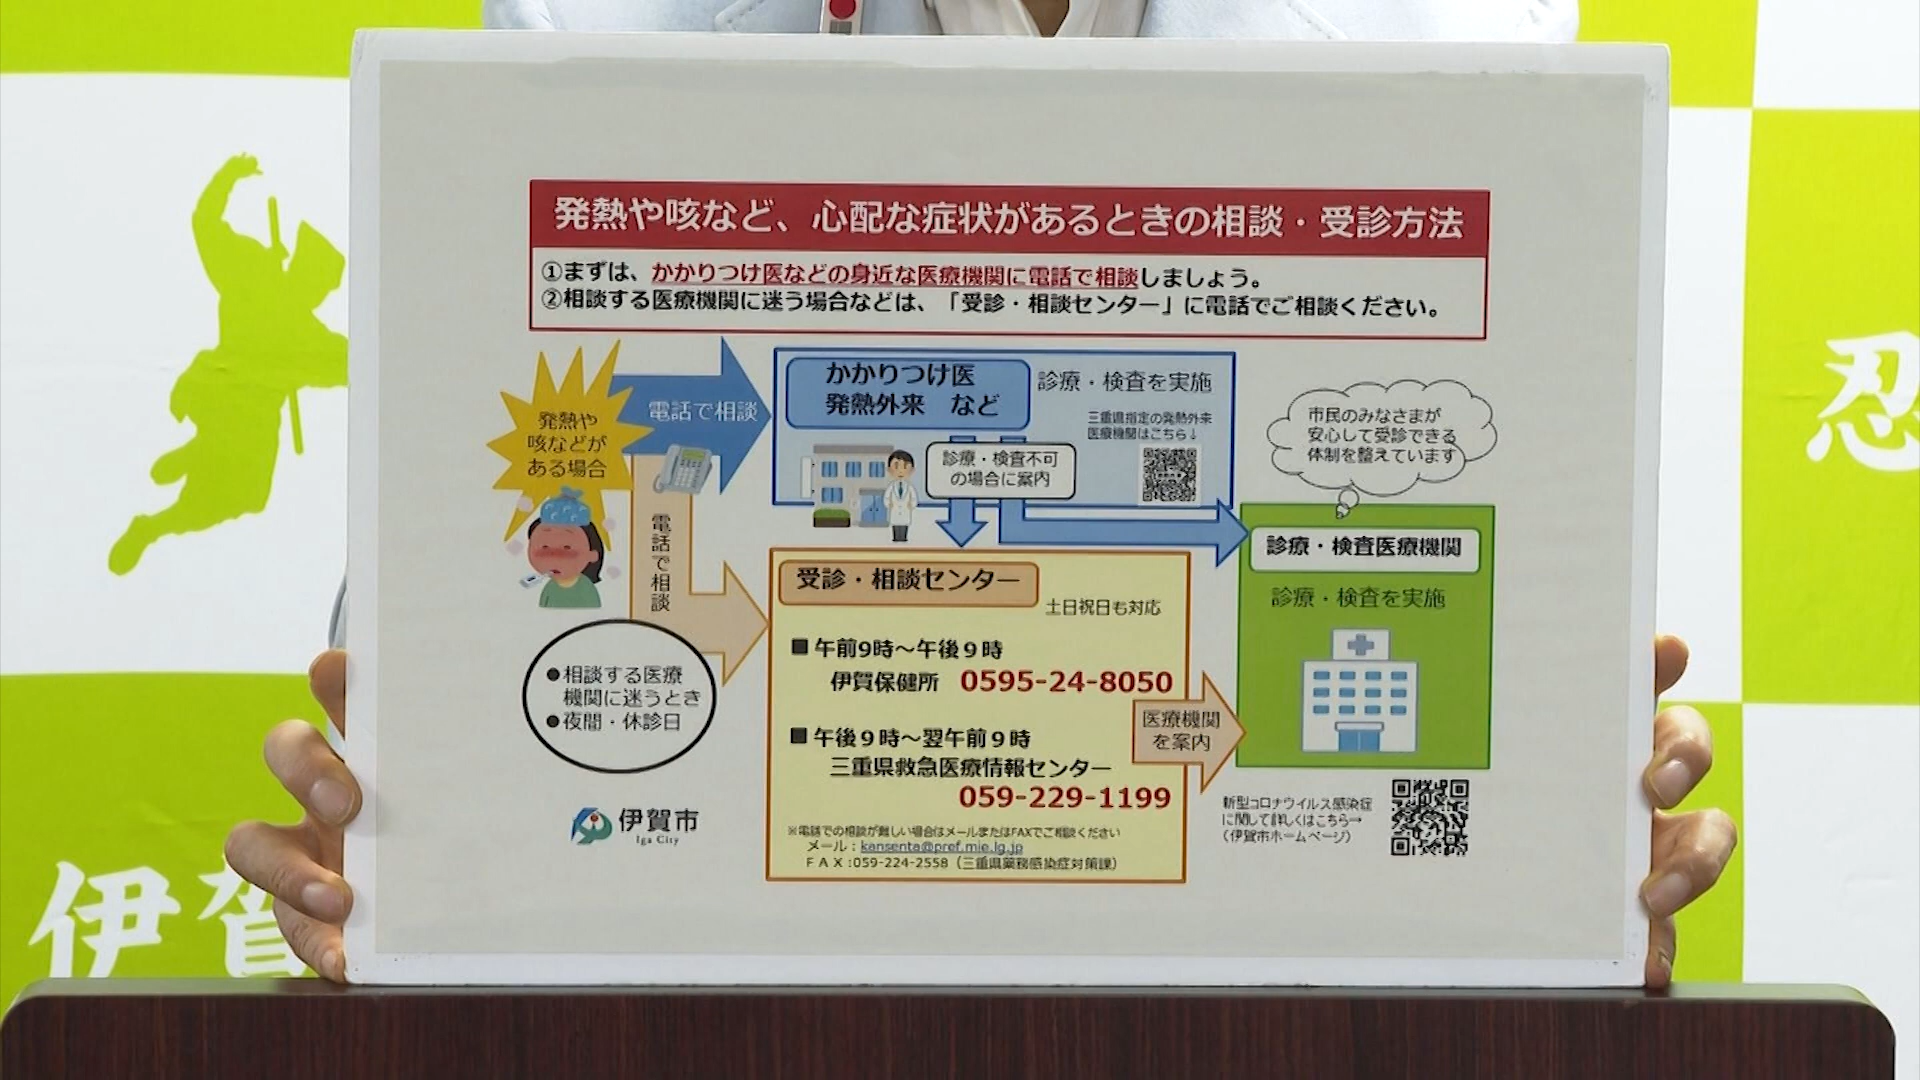 発熱や咳など、心配な症状があるときの相談・受診方法
①まずは、かかりつけ医などの身近な医療機関に電話で相談しましょう。
②相談する医療機関に迷う場合などは、「受診・相談センター」に電話でご相談ください。
発熱や
咳などが
ある場合
電話で相談
電話で相談
●相談する医療
機関に迷うとき
●夜間・休診日
かかりつけ医
発熱外来 など
診療・検査を実施
三重県指定の発熱外来
医療機関はこちら↓
診療・検査不可
の場合に案内
受診・相談センター
土日祝日も対応
■午前9時～午後9時
伊賀保健所 0595-24-8050
■午後9時～翌午前9時
三重県救急医療情報センター
059-229-1199
※電話での相談が難しい場合はメールまたはFAXでご相談ください
メール:kansenta@pref.mie.lg.jp
FAX:059-224-2558(三重県薬務感染症対策課)
医療機関
を案内
市民のみなさまが
安心して受診できる
体制を整えています
診療・検査医療機関
診療・検査を実施
新型コロナウイルス感染症
に関して詳しくはこちら→
(伊賀市ホームページ)
伊賀市
Iga City
伊賀
忍